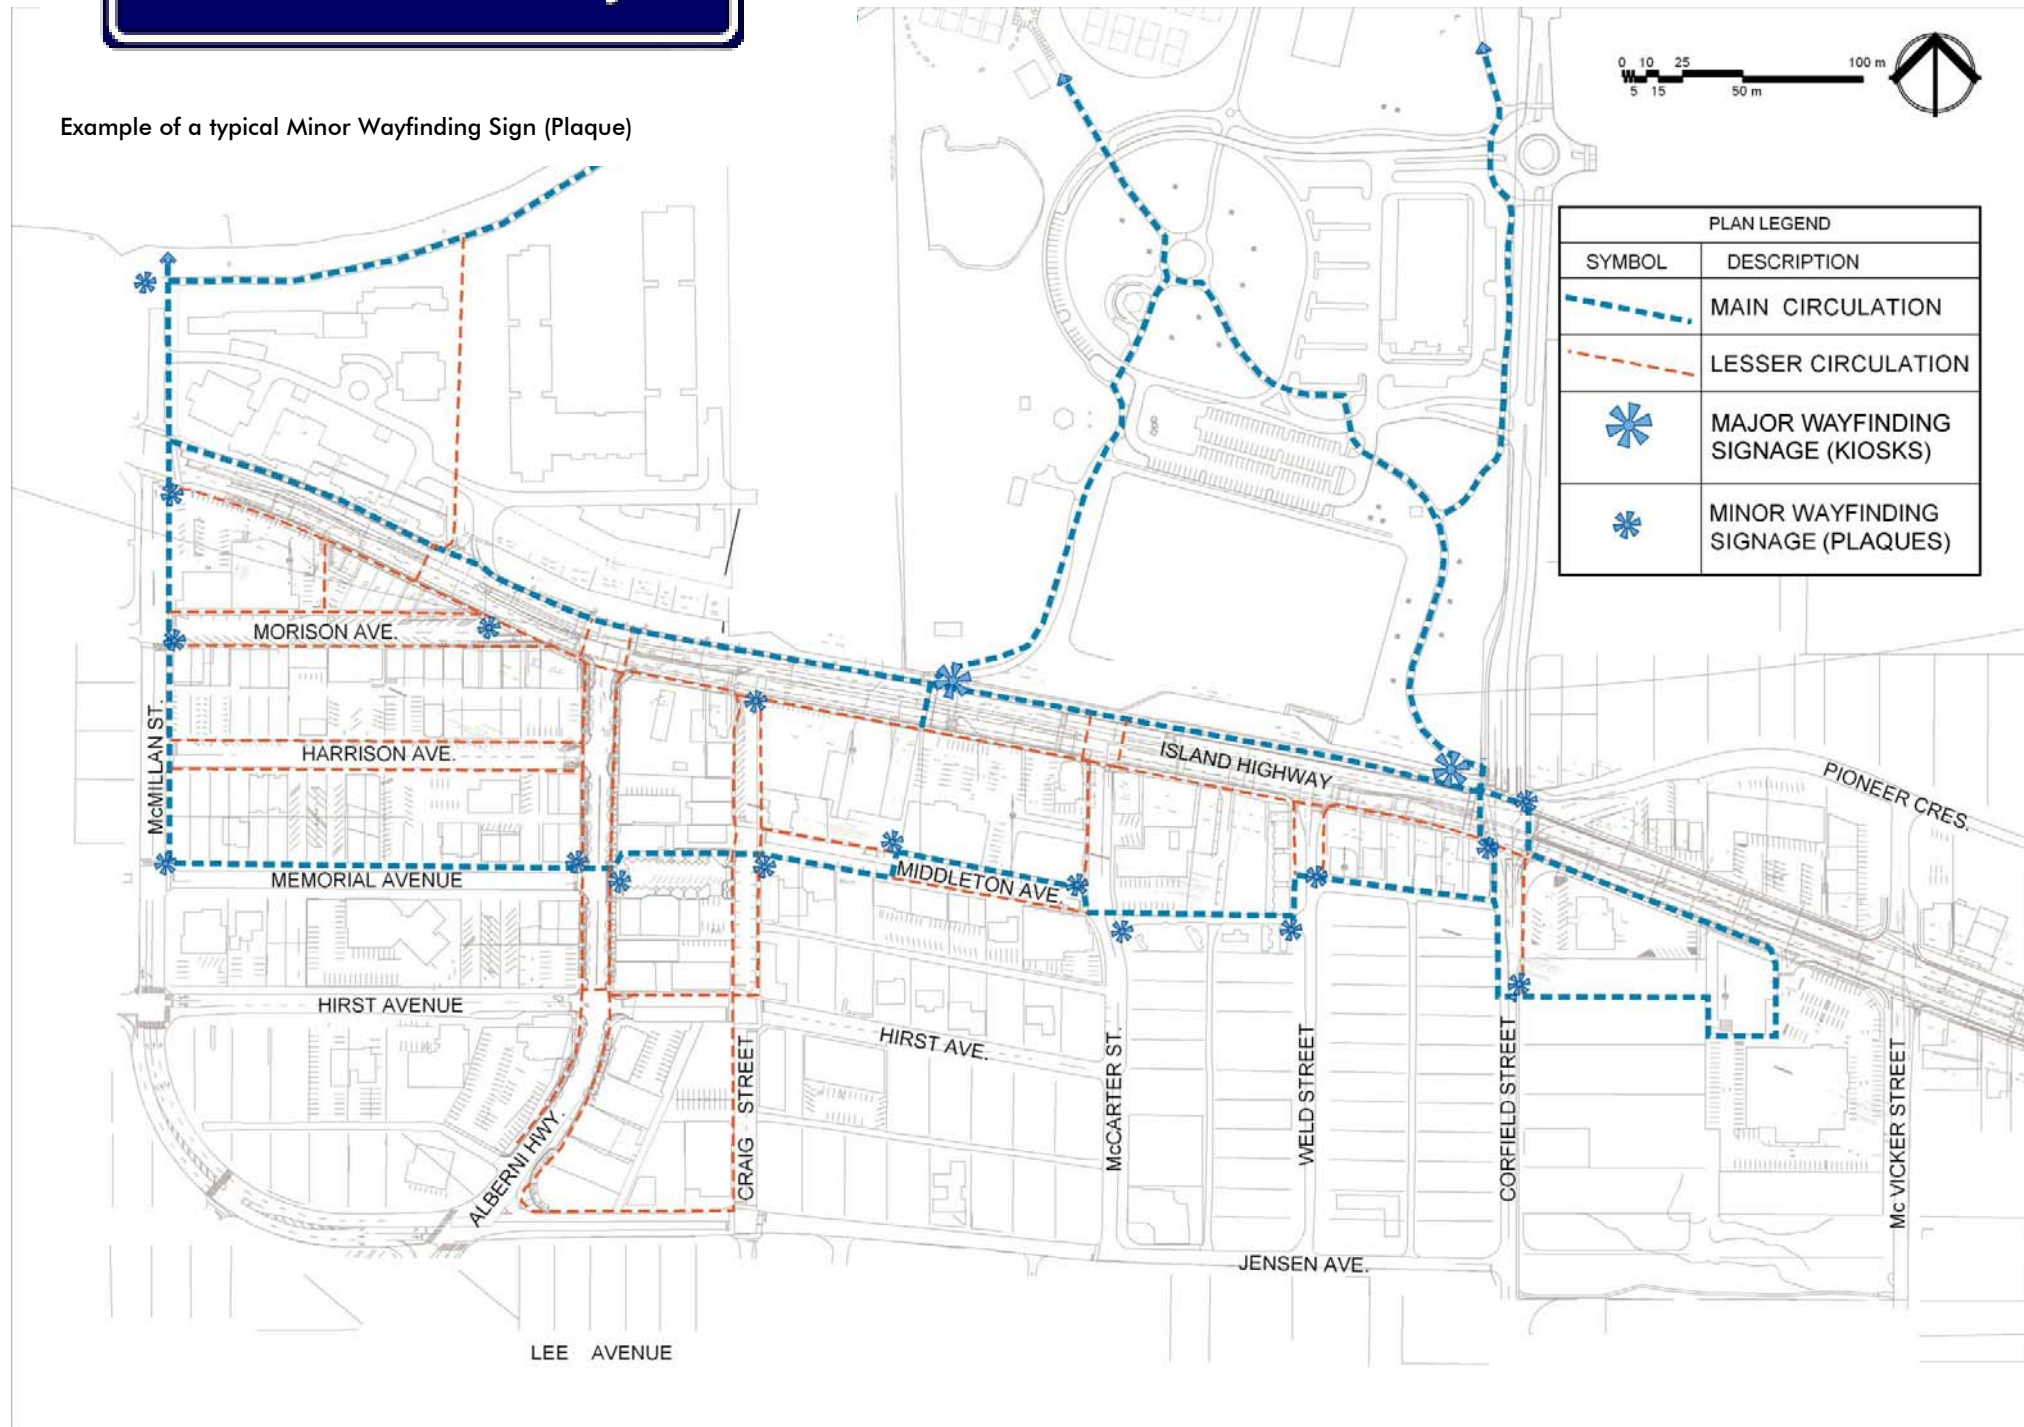 Example of a typical Minor Wayfinding Sign (Plaque)
0 10 25 100 m
5 15 50 m
PLAN LEGEND
SYMBOL DESCRIPTION
MAIN CIRCULATION
LESSER CIRCULATION
MAJOR WAYFINDING
SIGNAGE (KIOSKS)
MINOR WAYFINDING
SIGNAGE (PLAQUES)
MORISON AVE.
McMILLAN ST.
HARRISON AVE.
ISLAND HIGHWAY
PIONEER CRES.
MEMORIAL AVENUE
MIDDLETON AVE.
HIRST AVENUE
HIRST AVE.
ALBERNI HWY.
CRAIG STREET
McCARTER ST.
WELD STREET
CORFIELD STREET
Mc VICKER STREET
JENSEN AVE.
LEE AVENUE